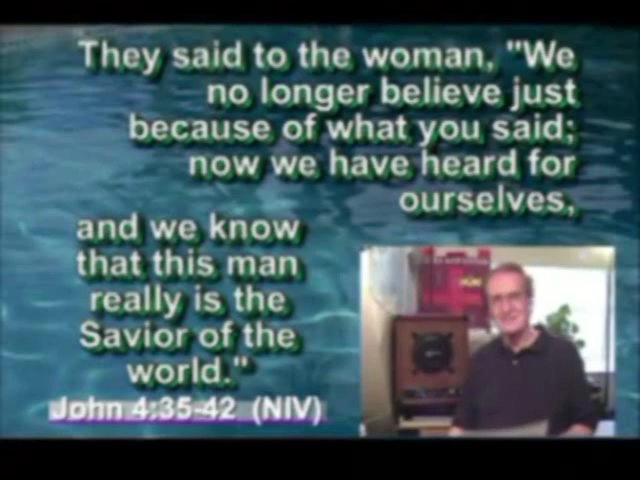 They said to the woman, "We
no longer believe just
because of what you said;
now we have heard for
ourselves,
and we know
that this man
really is the
Savior of the
world."
John 4:35-42 (NIV)